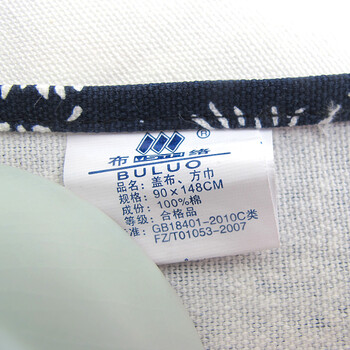 ®
布 络
BULUO
品名：盖布、方巾
规格：90×148CM
成份：100%棉
等级：合格品
准：GB18401-2010C类
FZ/T01053-2007